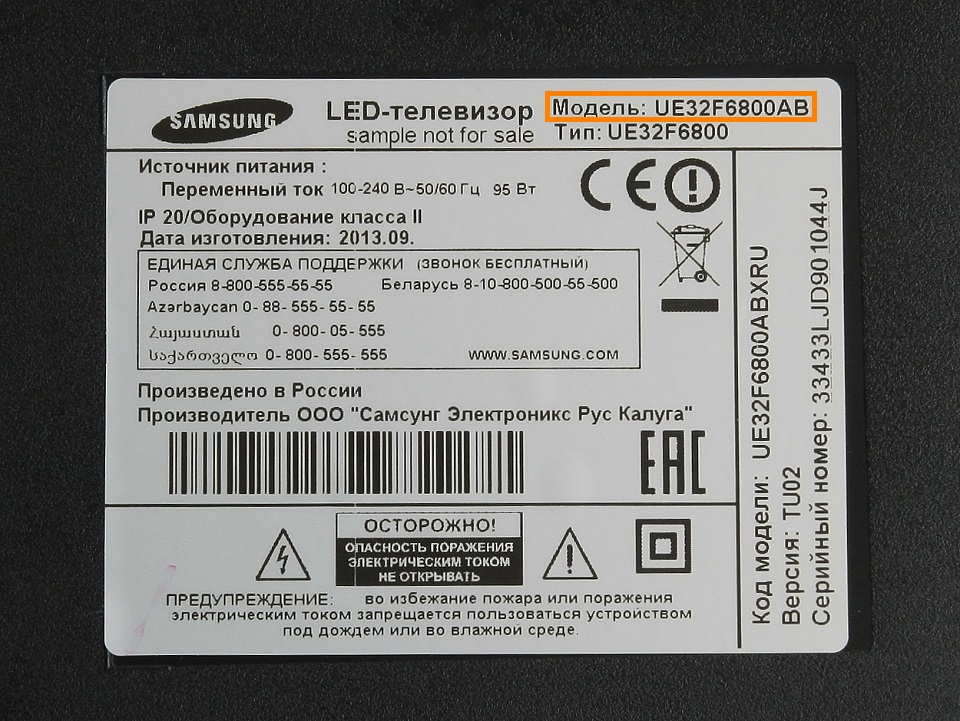 SAMSUNG
LED-телевизор
sample not for sale
Модель: UE32F6800AB
Тип: UE32F6800
Источник питания :
Переменный ток 100-240 В~50/60 Гц 95 Вт
IP 20/Оборудование класса II
Дата изготовления: 2013.09.
ЕДИНАЯ СЛУЖБА ПОДДЕРЖКИ (ЗВОНОК БЕСПЛАТНЫЙ)
Россия 8-800-555-55-55 Беларусь 8-10-800-500-55-500
Azərbaycan 0-88-555-55-55
Հայաստան 0-800-05-555
საქართველო 0-800-555-555 WWW.SAMSUNG.COM
Произведено в России
Производитель ООО "Самсунг Электроникс Рус Калуга"
CE
EAC
ОСТОРОЖНО!
ОПАСНОСТЬ ПОРАЖЕНИЯ
ЭЛЕКТРИЧЕСКИМ ТОКОМ
НЕ ОТКРЫВАТЬ
ПРЕДУПРЕЖДЕНИЕ: во избежание пожара или поражения
электрическим током запрещается пользоваться устройством
под дождем или во влажной среде.
Код модели: UE32F6800ABXRU
Версия: TU02
Серийный номер: 33433LJD901044J